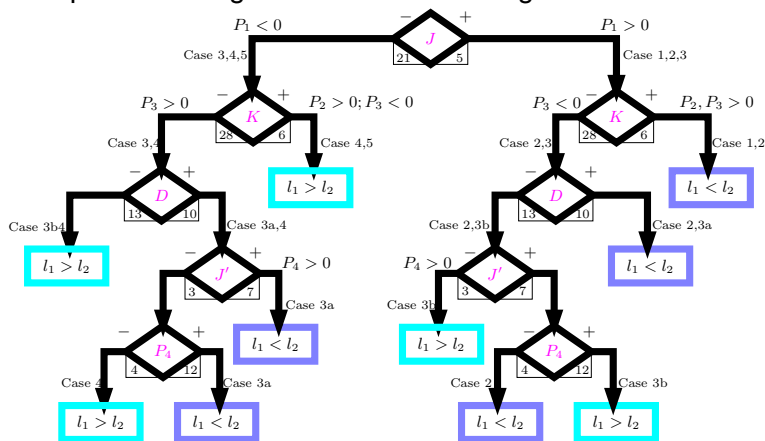 P₁ < 0 − + P₁ > 0
J
21 5
Case 3,4,5 Case 1,2,3
P₃ > 0 − + P₂ > 0; P₃ < 0 P₃ < 0 − + P₂, P₃ > 0
K K
28 6 28 6
Case 3,4 Case 4,5 Case 2,3 Case 1,2
− + l₁ > l₂ − + l₁ < l₂
D D
13 10 13 10
Case 3b4 Case 3a,4 Case 2,3b Case 2,3a
l₁ > l₂ − + P₄ > 0 P₄ > 0 − + l₁ < l₂
J′ J′
3 7 3 7
Case 3a Case 3b
− + l₁ < l₂ l₁ > l₂ − +
P₄ P₄
4 12 4 12
Case 4 Case 3a Case 2 Case 3b
l₁ > l₂ l₁ < l₂ l₁ < l₂ l₁ > l₂